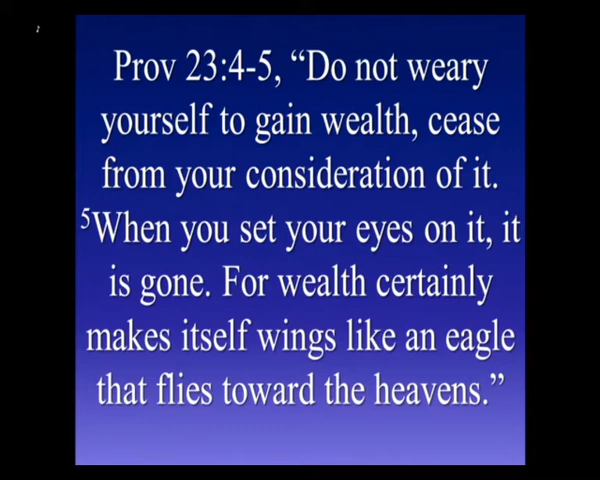 Prov 23:4-5, “Do not weary
yourself to gain wealth, cease
from your consideration of it.
⁵When you set your eyes on it, it
is gone. For wealth certainly
makes itself wings like an eagle
that flies toward the heavens.”